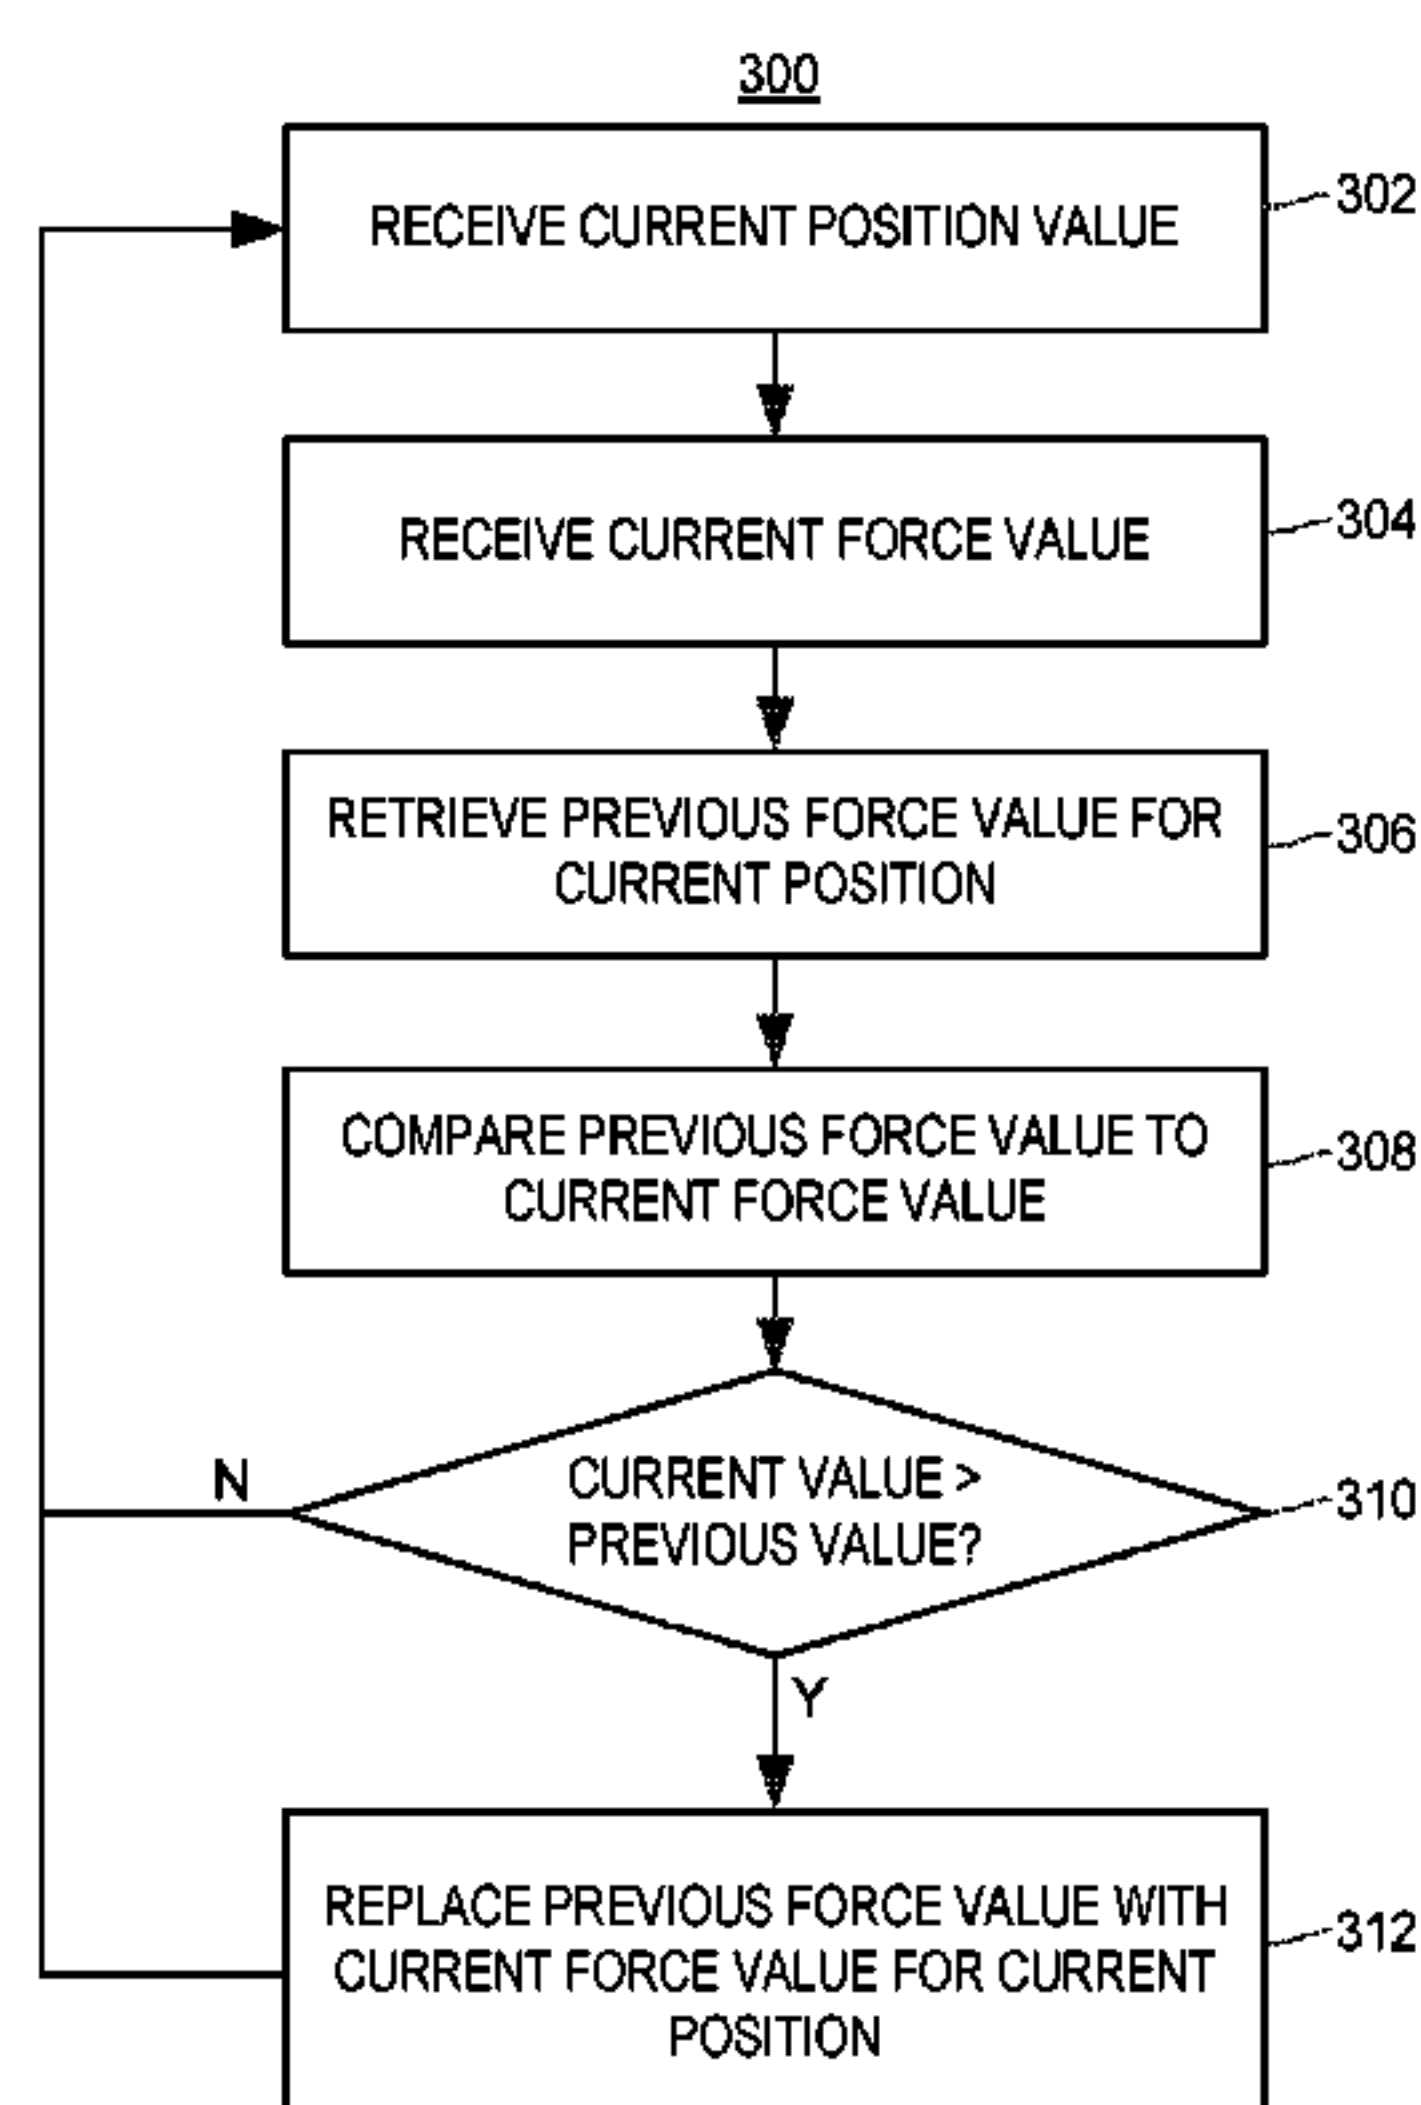 300
RECEIVE CURRENT POSITION VALUE
302
RECEIVE CURRENT FORCE VALUE
304
RETRIEVE PREVIOUS FORCE VALUE FOR
CURRENT POSITION
306
COMPARE PREVIOUS FORCE VALUE TO
CURRENT FORCE VALUE
308
CURRENT VALUE >
PREVIOUS VALUE?
310
N
Y
REPLACE PREVIOUS FORCE VALUE WITH
CURRENT FORCE VALUE FOR CURRENT
POSITION
312